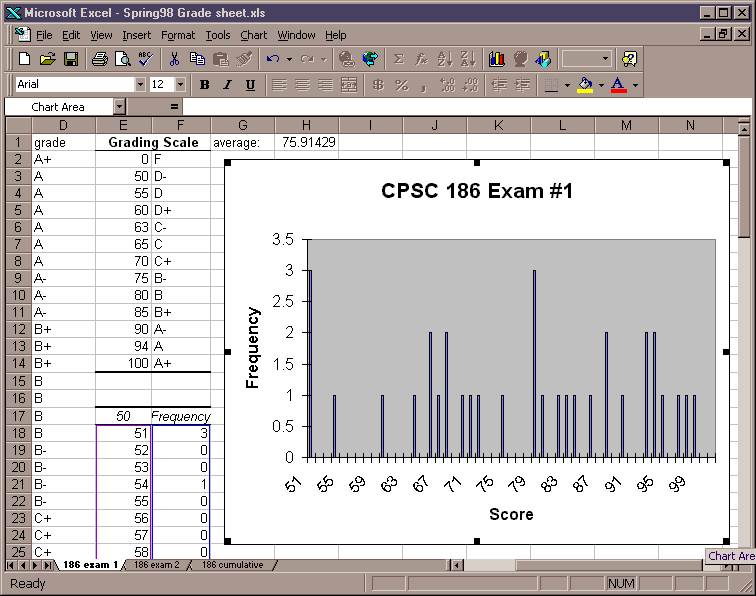 Microsoft Excel - Spring98 Grade sheet.xls
File Edit View Insert Format Tools Chart Window Help
Arial 12 B I U $ % ,
Chart Area =
D E F G H I J K L M N
1 grade Grading Scale average: 75.91429
2 A+ 0 F
3 A 50 D-
4 A 55 D
5 A 60 D+
6 A 63 C-
7 A 65 C
8 A 70 C+
9 A- 75 B-
10 A- 80 B
11 A- 85 B+
12 B+ 90 A-
13 B+ 94 A
14 B+ 100 A+
15 B
16 B
17 B 50 Frequency
18 B 51 3
19 B- 52 0
20 B- 53 0
21 B- 54 1
22 B- 55 0
23 C+ 56 0
24 C+ 57 0
25 C+ 58 0
CPSC 186 Exam #1
Frequency
3.5
3
2.5
2
1.5
1
0.5
0
51 55 59 63 67 71 75 79 83 87 91 95 99
Score
Chart Are
186 exam 1 186 exam 2 186 cumulative
Ready NUM